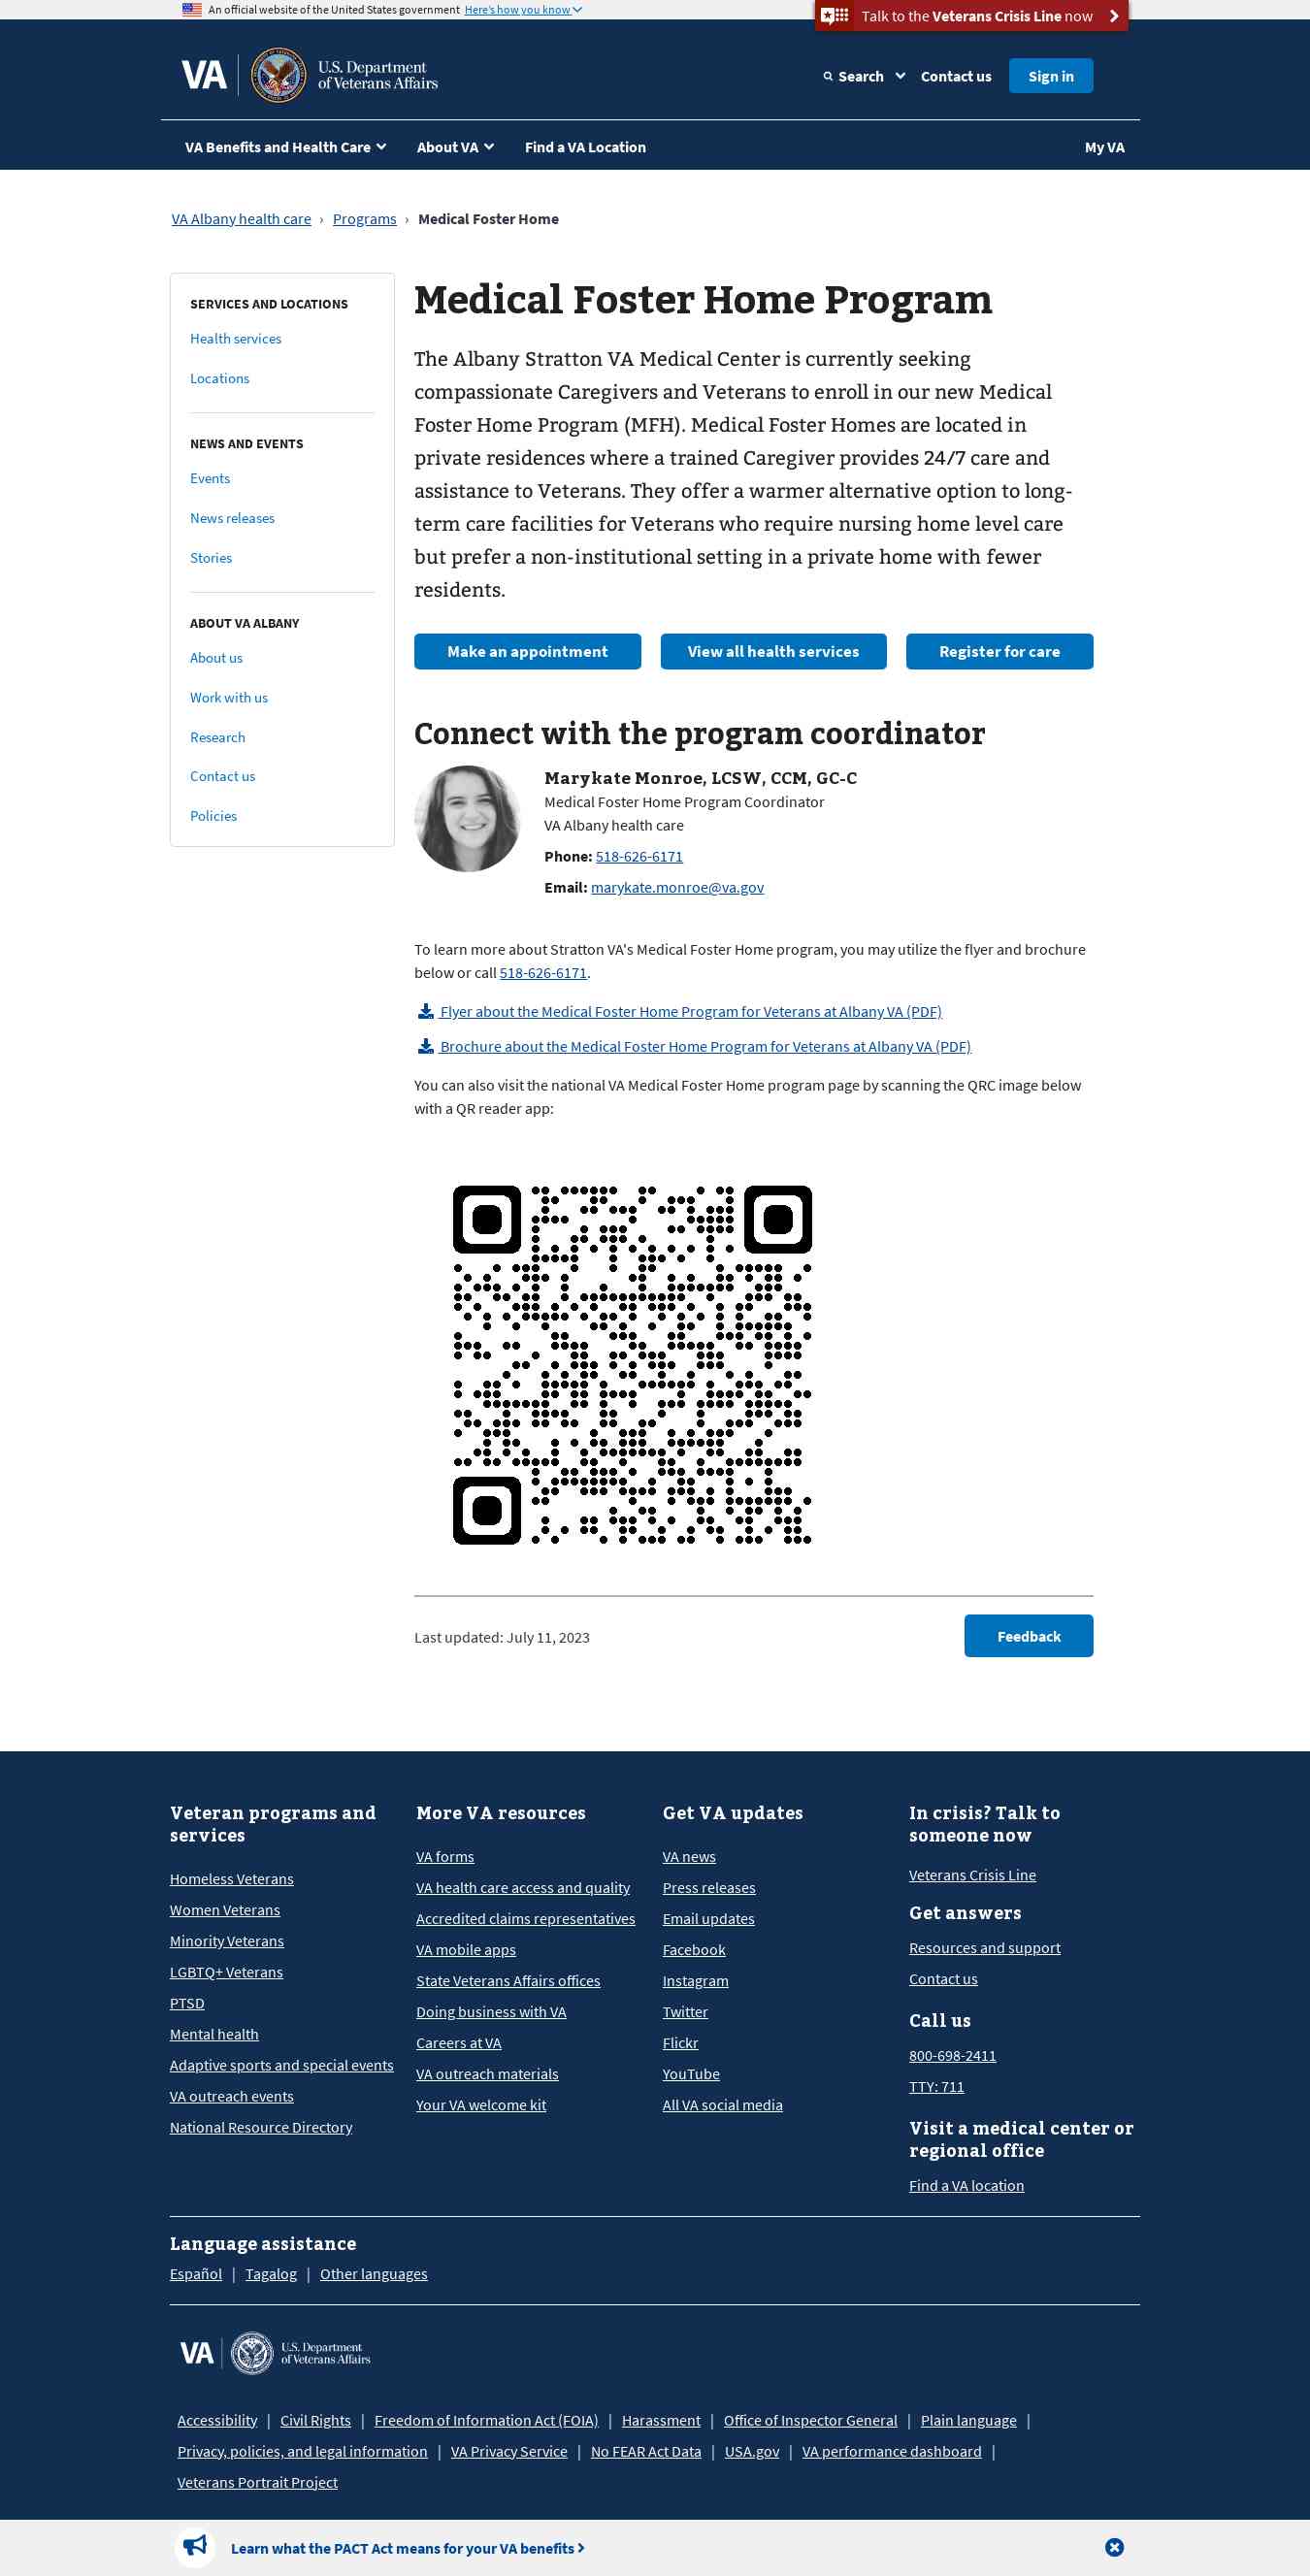 An official website of the United States government Here's how you know
Talk to the Veterans Crisis Line now
VA
U.S. Department
of Veterans Affairs
Search
Contact us
Sign in
VA Benefits and Health Care
About VA
Find a VA Location
My VA
VA Albany health care › Programs › Medical Foster Home
SERVICES AND LOCATIONS
Health services
Locations
NEWS AND EVENTS
Events
News releases
Stories
ABOUT VA ALBANY
About us
Work with us
Research
Contact us
Policies
Medical Foster Home Program
The Albany Stratton VA Medical Center is currently seeking
compassionate Caregivers and Veterans to enroll in our new Medical
Foster Home Program (MFH). Medical Foster Homes are located in
private residences where a trained Caregiver provides 24/7 care and
assistance to Veterans. They offer a warmer alternative option to long-
term care facilities for Veterans who require nursing home level care
but prefer a non-institutional setting in a private home with fewer
residents.
Make an appointment
View all health services
Register for care
Connect with the program coordinator
Marykate Monroe, LCSW, CCM, GC-C
Medical Foster Home Program Coordinator
VA Albany health care
Phone: 518-626-6171
Email: marykate.monroe@va.gov
To learn more about Stratton VA's Medical Foster Home program, you may utilize the flyer and brochure
below or call 518-626-6171.
Flyer about the Medical Foster Home Program for Veterans at Albany VA (PDF)
Brochure about the Medical Foster Home Program for Veterans at Albany VA (PDF)
You can also visit the national VA Medical Foster Home program page by scanning the QRC image below
with a QR reader app:
Last updated: July 11, 2023
Feedback
Veteran programs and
services
Homeless Veterans
Women Veterans
Minority Veterans
LGBTQ+ Veterans
PTSD
Mental health
Adaptive sports and special events
VA outreach events
National Resource Directory
More VA resources
VA forms
VA health care access and quality
Accredited claims representatives
VA mobile apps
State Veterans Affairs offices
Doing business with VA
Careers at VA
VA outreach materials
Your VA welcome kit
Get VA updates
VA news
Press releases
Email updates
Facebook
Instagram
Twitter
Flickr
YouTube
All VA social media
In crisis? Talk to
someone now
Veterans Crisis Line
Get answers
Resources and support
Contact us
Call us
800-698-2411
TTY: 711
Visit a medical center or
regional office
Find a VA location
Language assistance
Español | Tagalog | Other languages
VA
U.S. Department
of Veterans Affairs
Accessibility | Civil Rights | Freedom of Information Act (FOIA) | Harassment | Office of Inspector General | Plain language |
Privacy, policies, and legal information | VA Privacy Service | No FEAR Act Data | USA.gov | VA performance dashboard |
Veterans Portrait Project
Learn what the PACT Act means for your VA benefits